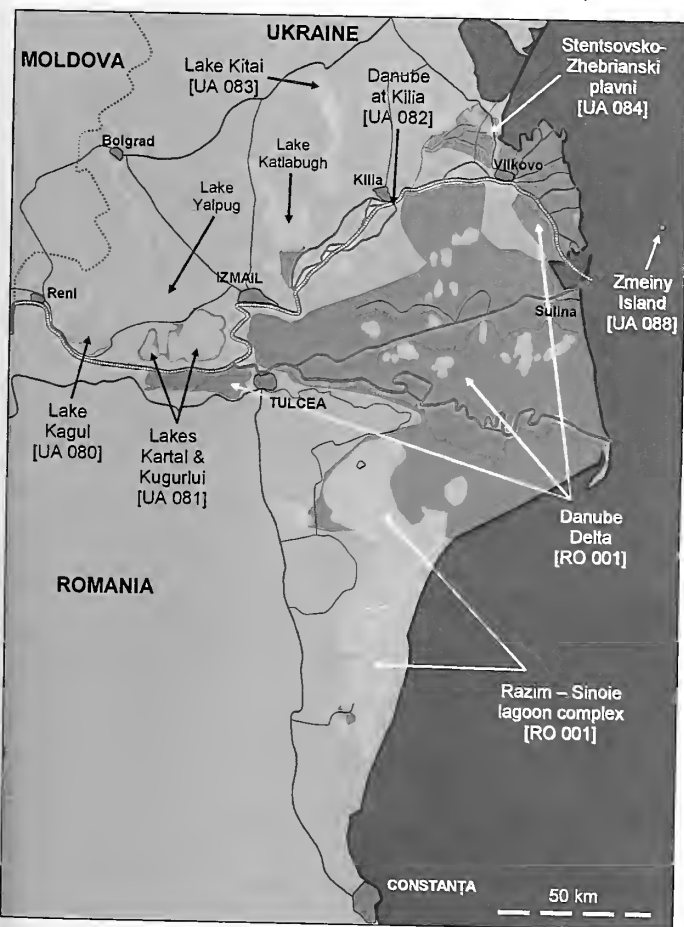 UKRAINE
MOLDOVA
Stentsovsko-
Zhebrianski
plavni
[UA 084]
Lake Kitai
[UA 083]
Danube
at Kilia
[UA 082]
Bolgrad
Lake
Katlabugh
Vilkovo
Kilia
Lake
Yalpug
Zmeiny
Island
[UA 088]
Reni
IZMAIL
Sulina
TULCEA
Lake
Kagul
[UA 080]
Lakes
Kartal &
Kugurlui
[UA 081]
Danube
Delta
[RO 001]
ROMANIA
Razim – Sinoie
lagoon complex
[RO 001]
CONSTANȚA
50 km